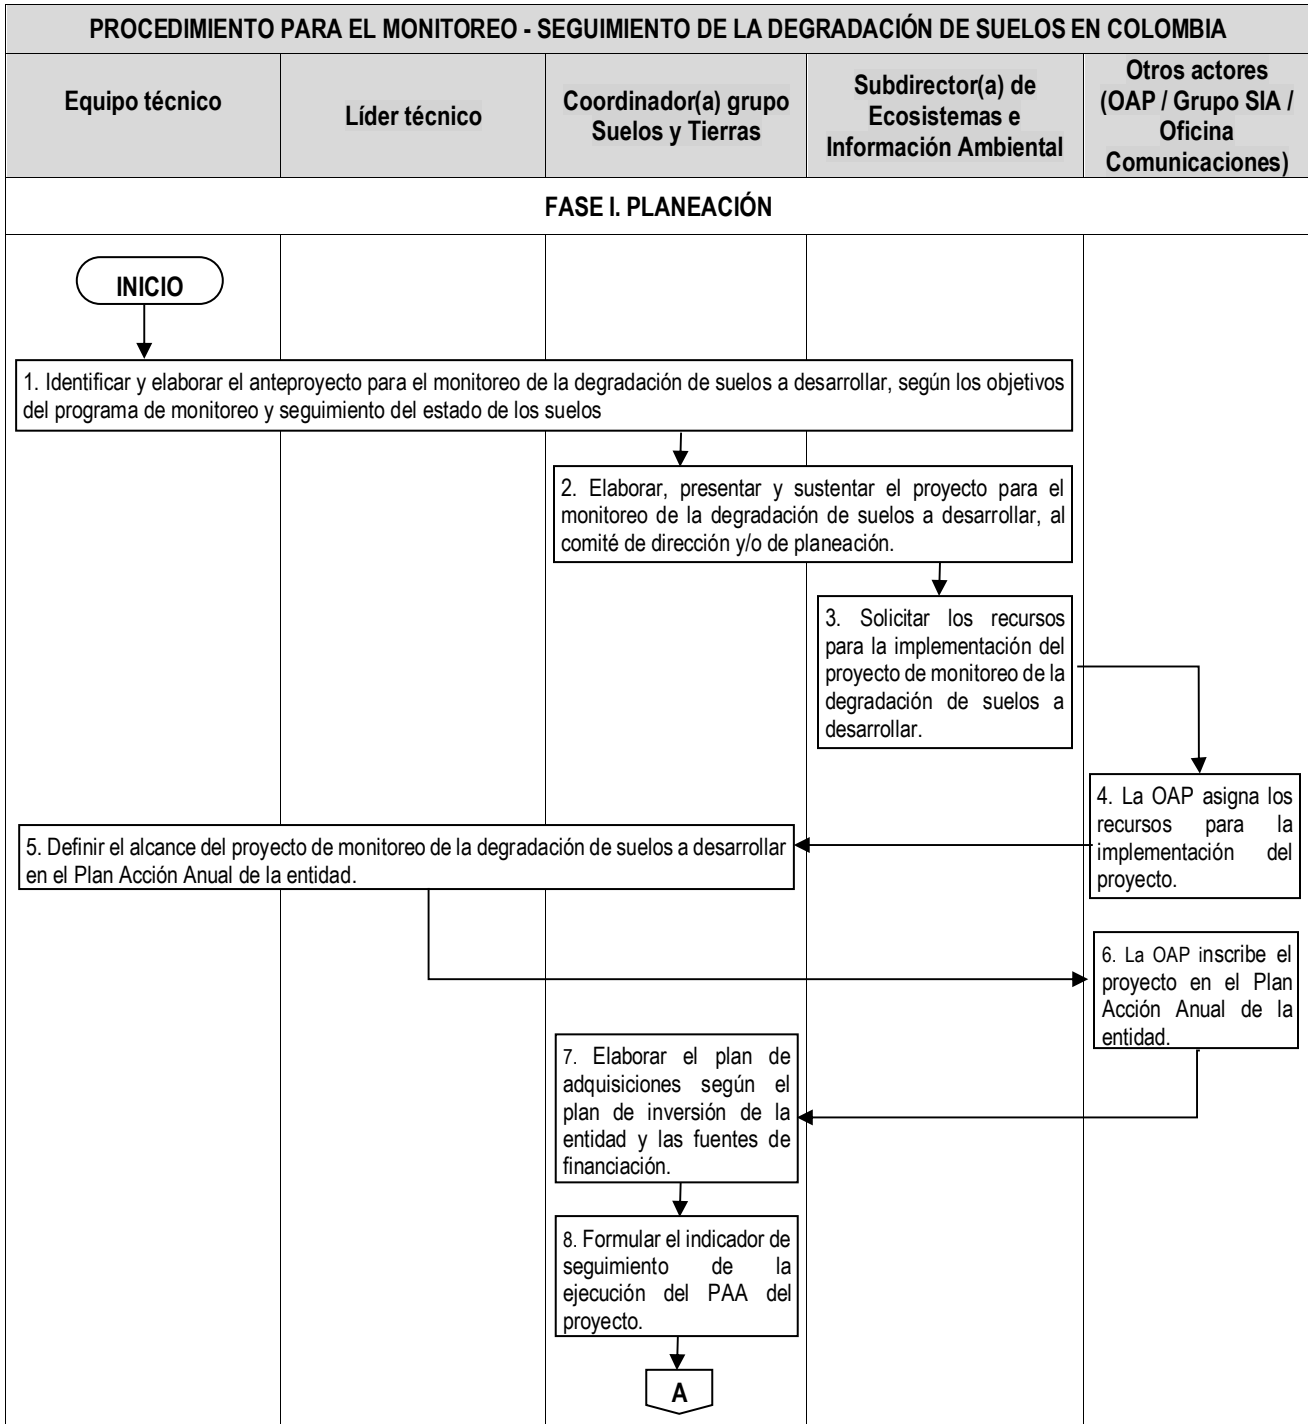 PROCEDIMIENTO PARA EL MONITOREO - SEGUIMIENTO DE LA DEGRADACIÓN DE SUELOS EN COLOMBIA
Equipo técnico
Líder técnico
Coordinador(a) grupo
Suelos y Tierras
Subdirector(a) de
Ecosistemas e
Información Ambiental
Otros actores
(OAP / Grupo SIA /
Oficina
Comunicaciones)
FASE I. PLANEACIÓN
INICIO
1. Identificar y elaborar el anteproyecto para el monitoreo de la degradación de suelos a desarrollar, según los objetivos
del programa de monitoreo y seguimiento del estado de los suelos
2. Elaborar, presentar y sustentar el proyecto para el
monitoreo de la degradación de suelos a desarrollar, al
comité de dirección y/o de planeación.
3. Solicitar los recursos
para la implementación del
proyecto de monitoreo de la
degradación de suelos a
desarrollar.
4. La OAP asigna los
recursos para la
implementación del
proyecto.
5. Definir el alcance del proyecto de monitoreo de la degradación de suelos a desarrollar
en el Plan Acción Anual de la entidad.
6. La OAP inscribe el
proyecto en el Plan
Acción Anual de la
entidad.
7. Elaborar el plan de
adquisiciones según el
plan de inversión de la
entidad y las fuentes de
financiación.
8. Formular el indicador de
seguimiento de la
ejecución del PAA del
proyecto.
A